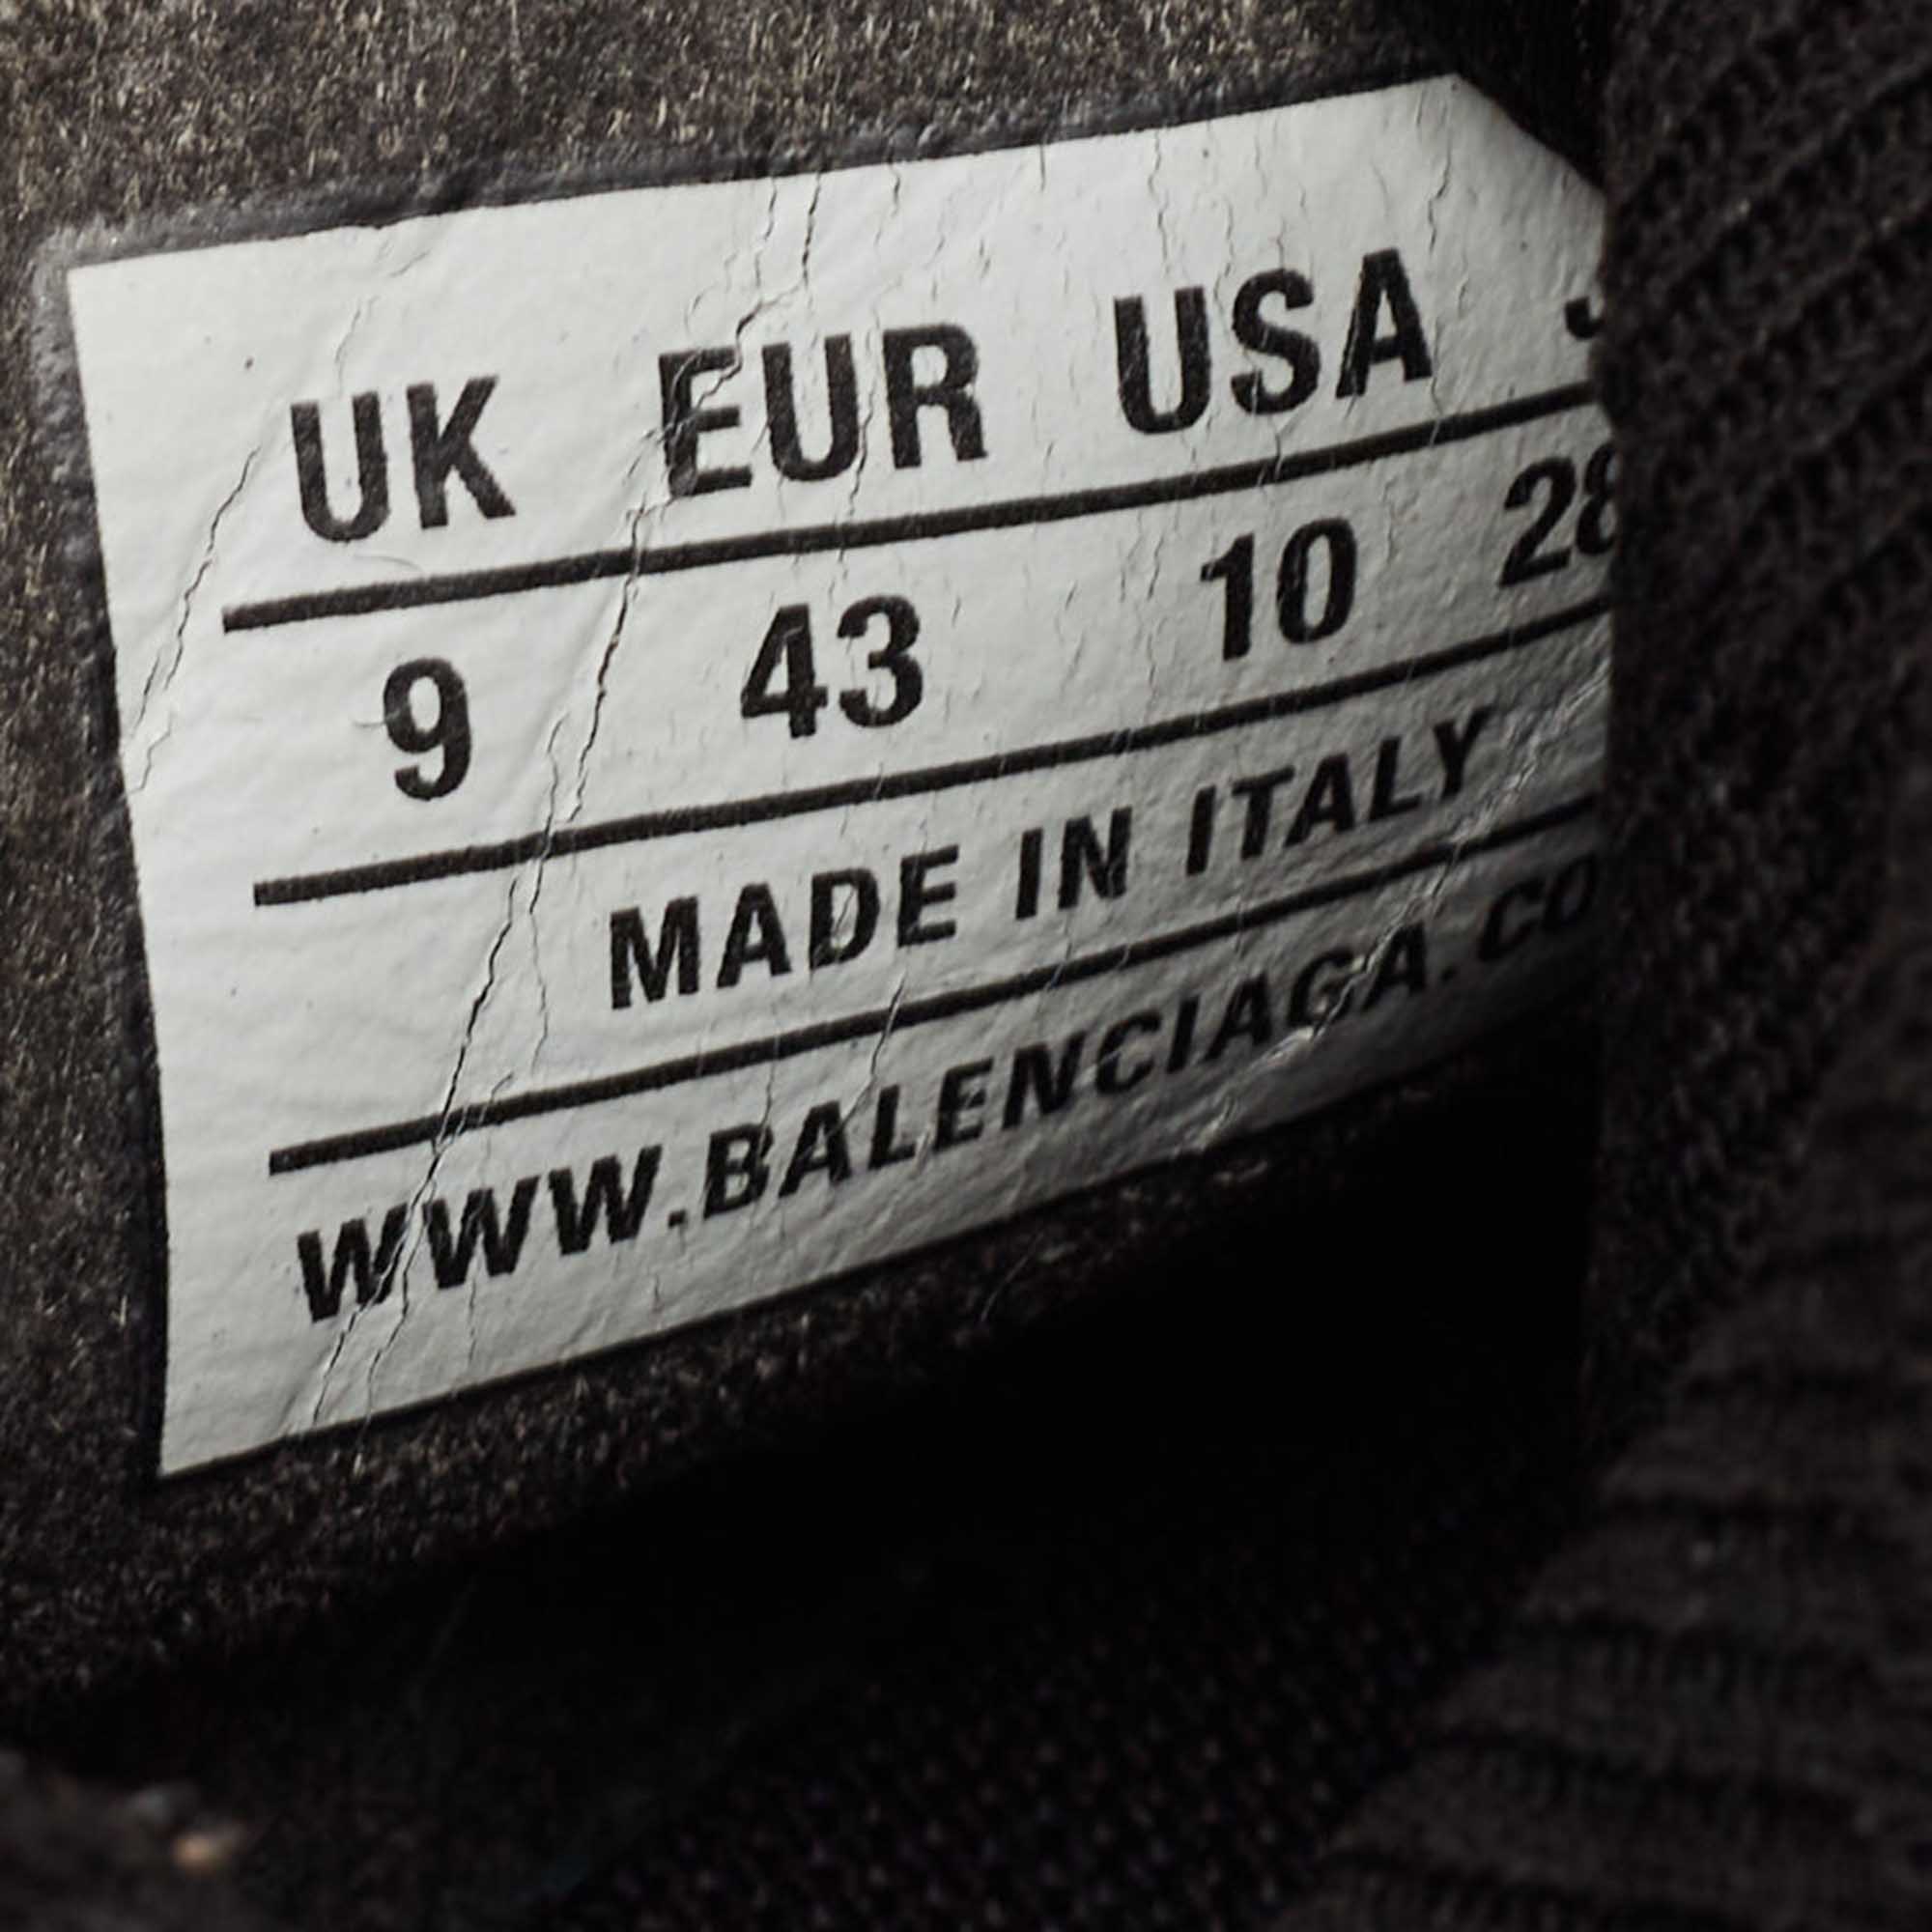 UK EUR USA
9 43 10 28
MADE IN ITALY
WWW.BALENCIAGA.CO